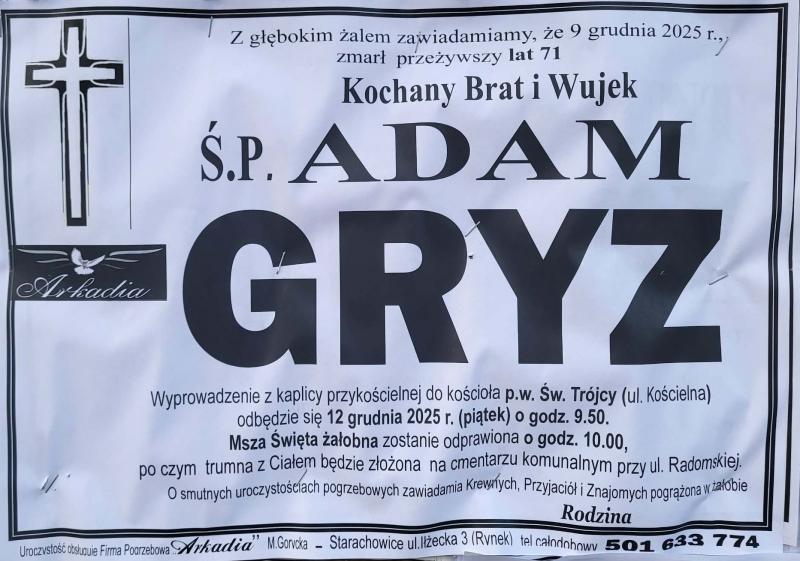 Z głębokim żalem zawiadamiamy, że 9 grudnia 2025 r.,
zmarł przeżywszy lat 71
Kochany Brat i Wujek
Ś.P. ADAM
GRYZ
Arkadia
Wyprowadzenie z kaplicy przykościelnej do kościoła p.w. Św. Trójcy (ul. Kościelna)
odbędzie się 12 grudnia 2025 r. (piątek) o godz. 9.50.
Msza Święta żałobna zostanie odprawiona o godz. 10.00,
po czym trumna z Ciałem będzie złożona na cmentarzu komunalnym przy ul. Radomskiej.
O smutnych uroczystościach pogrzebowych zawiadamia Krewnych, Przyjaciół i Znajomych pogrążona w żałobie
Rodzina
Uroczystość obsługuje Firma Pogrzebowa "Arkadia" M.Gorycka – Starachowice ul.Iłżecka 3 (Rynek) tel.całodobowy 501 633 774